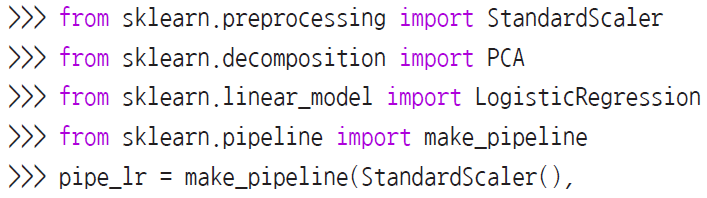 >>> from sklearn.preprocessing import StandardScaler
>>> from sklearn.decomposition import PCA
>>> from sklearn.linear_model import LogisticRegression
>>> from sklearn.pipeline import make_pipeline
>>> pipe_lr = make_pipeline(StandardScaler(),